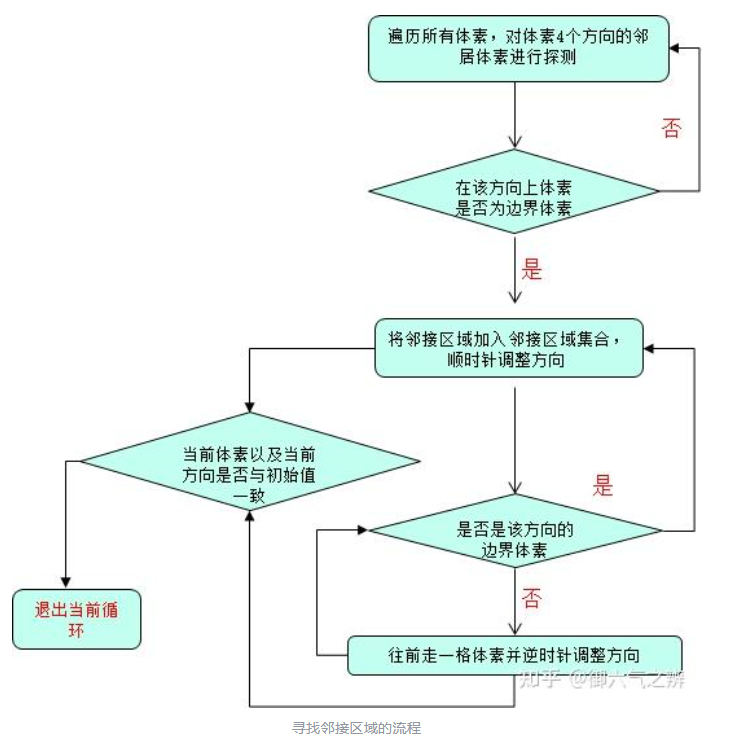 遍历所有体素，对体素4个方向的邻
居体素进行探测
否
在该方向上体素
是否为边界体素
是
将邻接区域加入邻接区域集合，
顺时针调整方向
当前体素以及当前
方向是否与初始值
一致
是
是否是该方向的
边界体素
否
退出当前循
环
往前走一格体素并逆时针调整方向
知乎 @御六气之辨
寻找邻接区域的流程